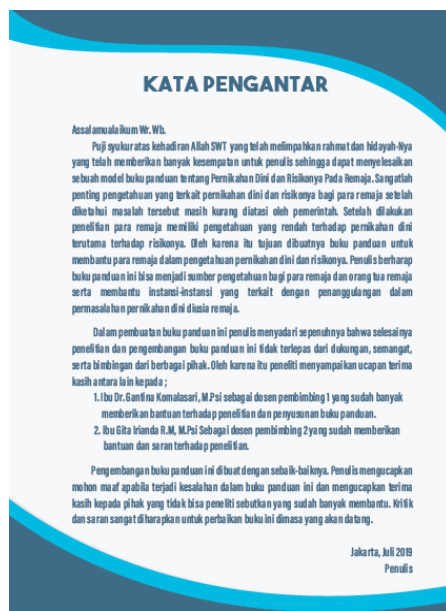 KATA PENGANTAR
Assalamualaikum Wr. Wb.
Puji syukur atas kehadiran Allah SWT yang telah melimpahkan rahmat dan hidayah-Nya
yang telah memberikan banyak kesempatan untuk penulis sehingga dapat menyelesaikan
sebuah model buku panduan tentang Pernikahan Dini dan Risikonya Pada Remaja. Sangatlah
penting pengetahuan yang terkait pernikahan dini dan risikonya bagi para remaja setelah
diketahui masalah tersebut masih kurang diatasi oleh pemerintah. Setelah dilakukan
penelitian para remaja memiliki pengetahuan yang rendah terhadap pernikahan dini
terutama terhadap risikonya. Oleh karena itu tujuan dibuatnya buku panduan untuk
membantu para remaja dalam pengetahuan pernikahan dini dan risikonya. Penulis berharap
buku panduan ini bisa menjadi sumber pengetahuan bagi para remaja dan orang tua remaja
serta membantu instansi-instansi yang terkait dengan penanggulangan dalam
permasalahan pernikahan dini diusia remaja.
Dalam pembuatan buku panduan ini penulis menyadari sepenuhnya bahwa selesainya
penelitian dan pengembangan buku panduan ini tidak terlepas dari dukungan, semangat,
serta bimbingan dari berbagai pihak. Oleh karena itu peneliti menyampaikan ucapan terima
kasih antara lain kepada ;
1. Ibu Dr. Gantina Komalasari, M.Psi sebagai dosen pembimbing 1 yang sudah banyak
memberikan bantuan terhadap penelitian dan penyusunan buku panduan.
2. Ibu Gita Irianda R.M, M.Psi Sebagai dosen pembimbing 2 yang sudah memberikan
bantuan dan saran terhadap penelitian.
Pengembangan buku panduan ini dibuat dengan sebaik-baiknya. Penulis mengucapkan
mohon maaf apabila terjadi kesalahan dalam buku panduan ini dan mengucapkan terima
kasih kepada pihak yang tidak bisa peneliti sebutkan yang sudah banyak membantu. Kritik
dan saran sangat diharapkan untuk perbaikan buku ini dimasa yang akan datang.
Jakarta, Juli 2019
Penulis